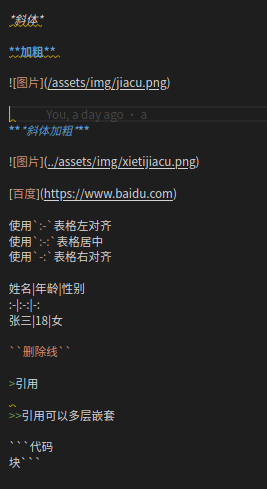 *斜体*
**加粗**
![图片](/assets/img/jiacu.png)
You, a day ago • a
***斜体加粗***
![图片](../assets/img/xietijiacu.png)
[百度](https://www.baidu.com)
使用`:-`表格左对齐
使用`:-:`表格居中
使用`-:`表格右对齐
姓名|年龄|性别
:-|:-:|-:
张三|18|女
``删除线``
>引用
>>引用可以多层嵌套
```代码
块```